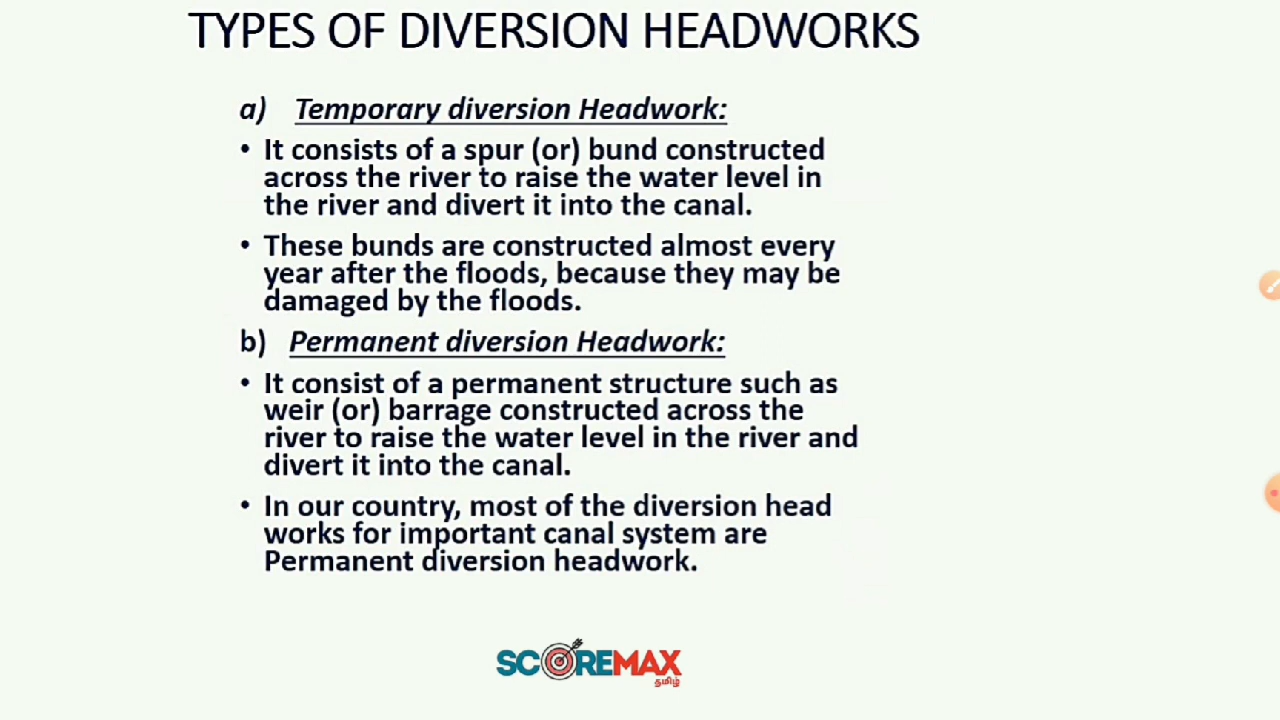 TYPES OF DIVERSION HEADWORKS
a) Temporary diversion Headwork:
• It consists of a spur (or) bund constructed
across the river to raise the water level in
the river and divert it into the canal.
• These bunds are constructed almost every
year after the floods, because they may be
damaged by the floods.
b) Permanent diversion Headwork:
• It consist of a permanent structure such as
weir (or) barrage constructed across the
river to raise the water level in the river and
divert it into the canal.
• In our country, most of the diversion head
works for important canal system are
Permanent diversion headwork.
SCOREMAX
தமிழ்